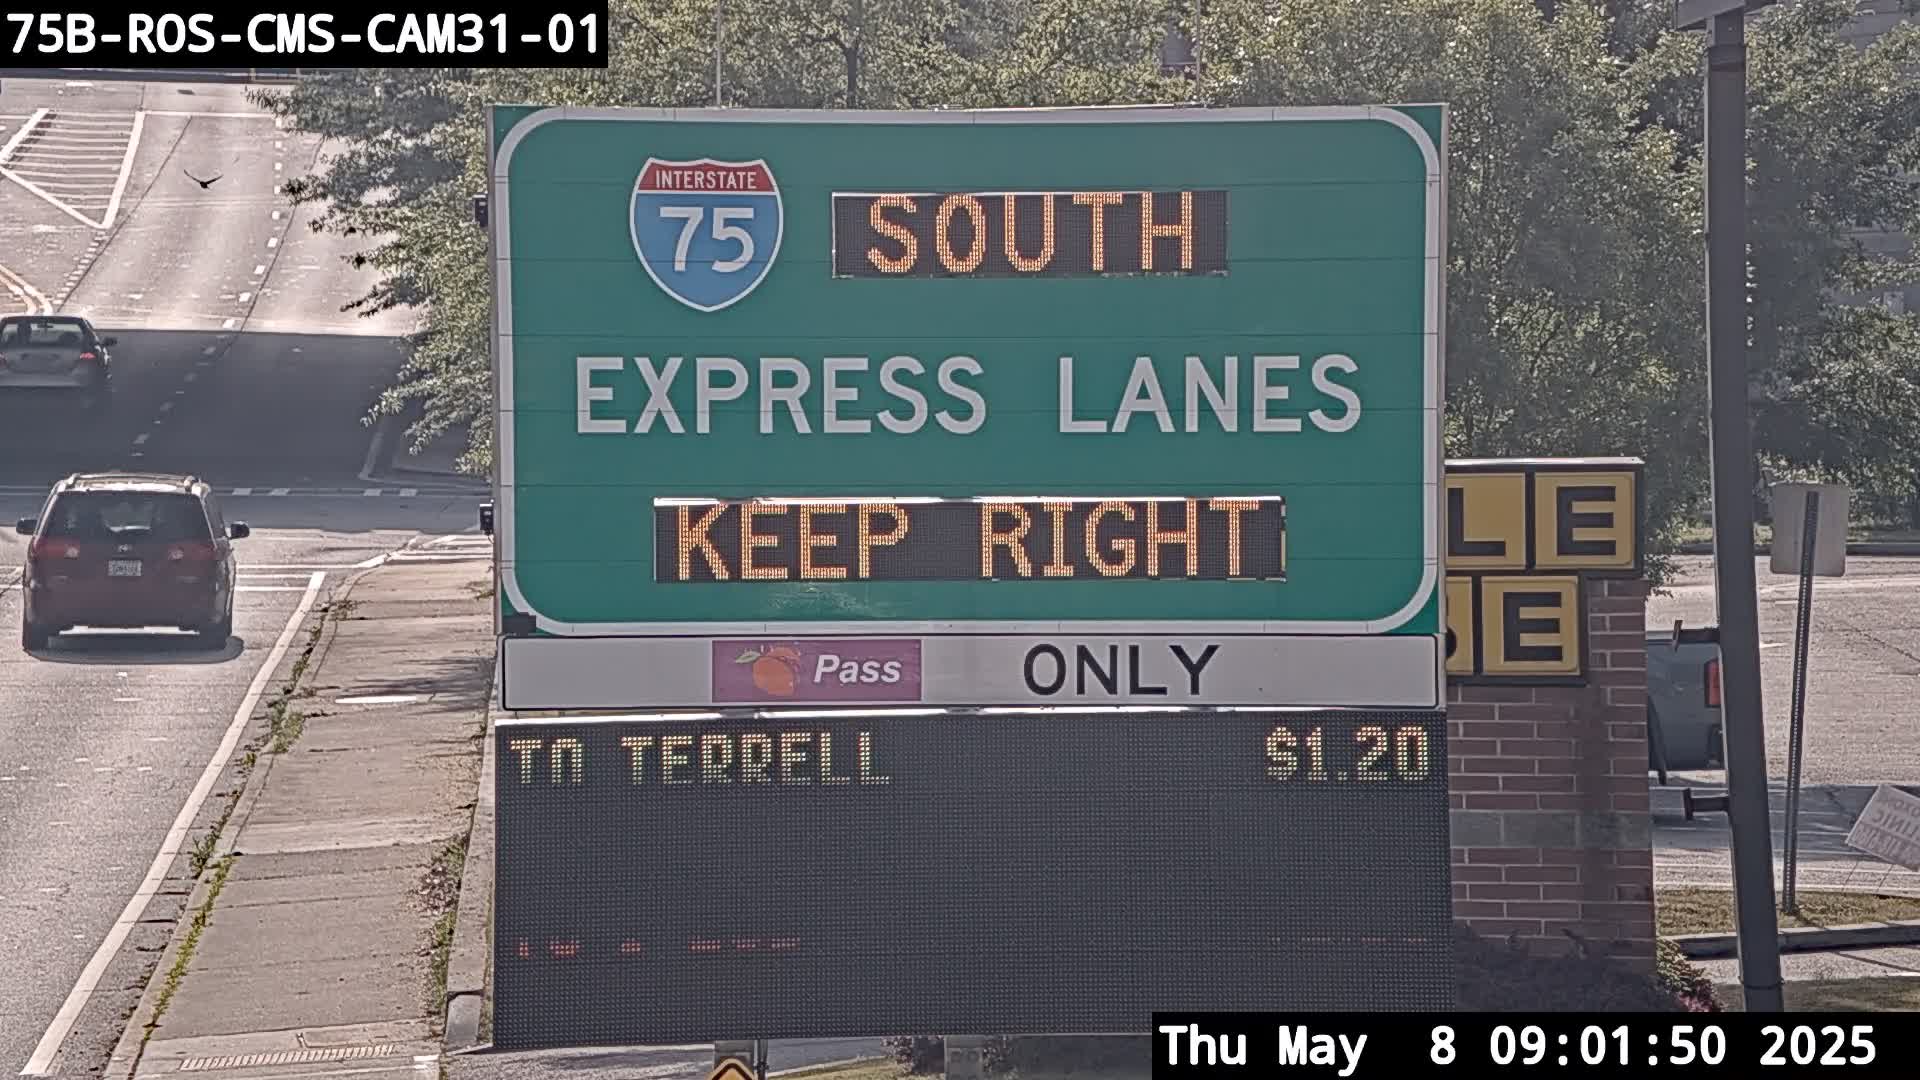 75B-ROS-CMS-CAM31-01
INTERSTATE
75
SOUTH
EXPRESS LANES
KEEP RIGHT
LE
E
Pass ONLY
TO TERRELL $1.20
Thu May 8 09:01:50 2025